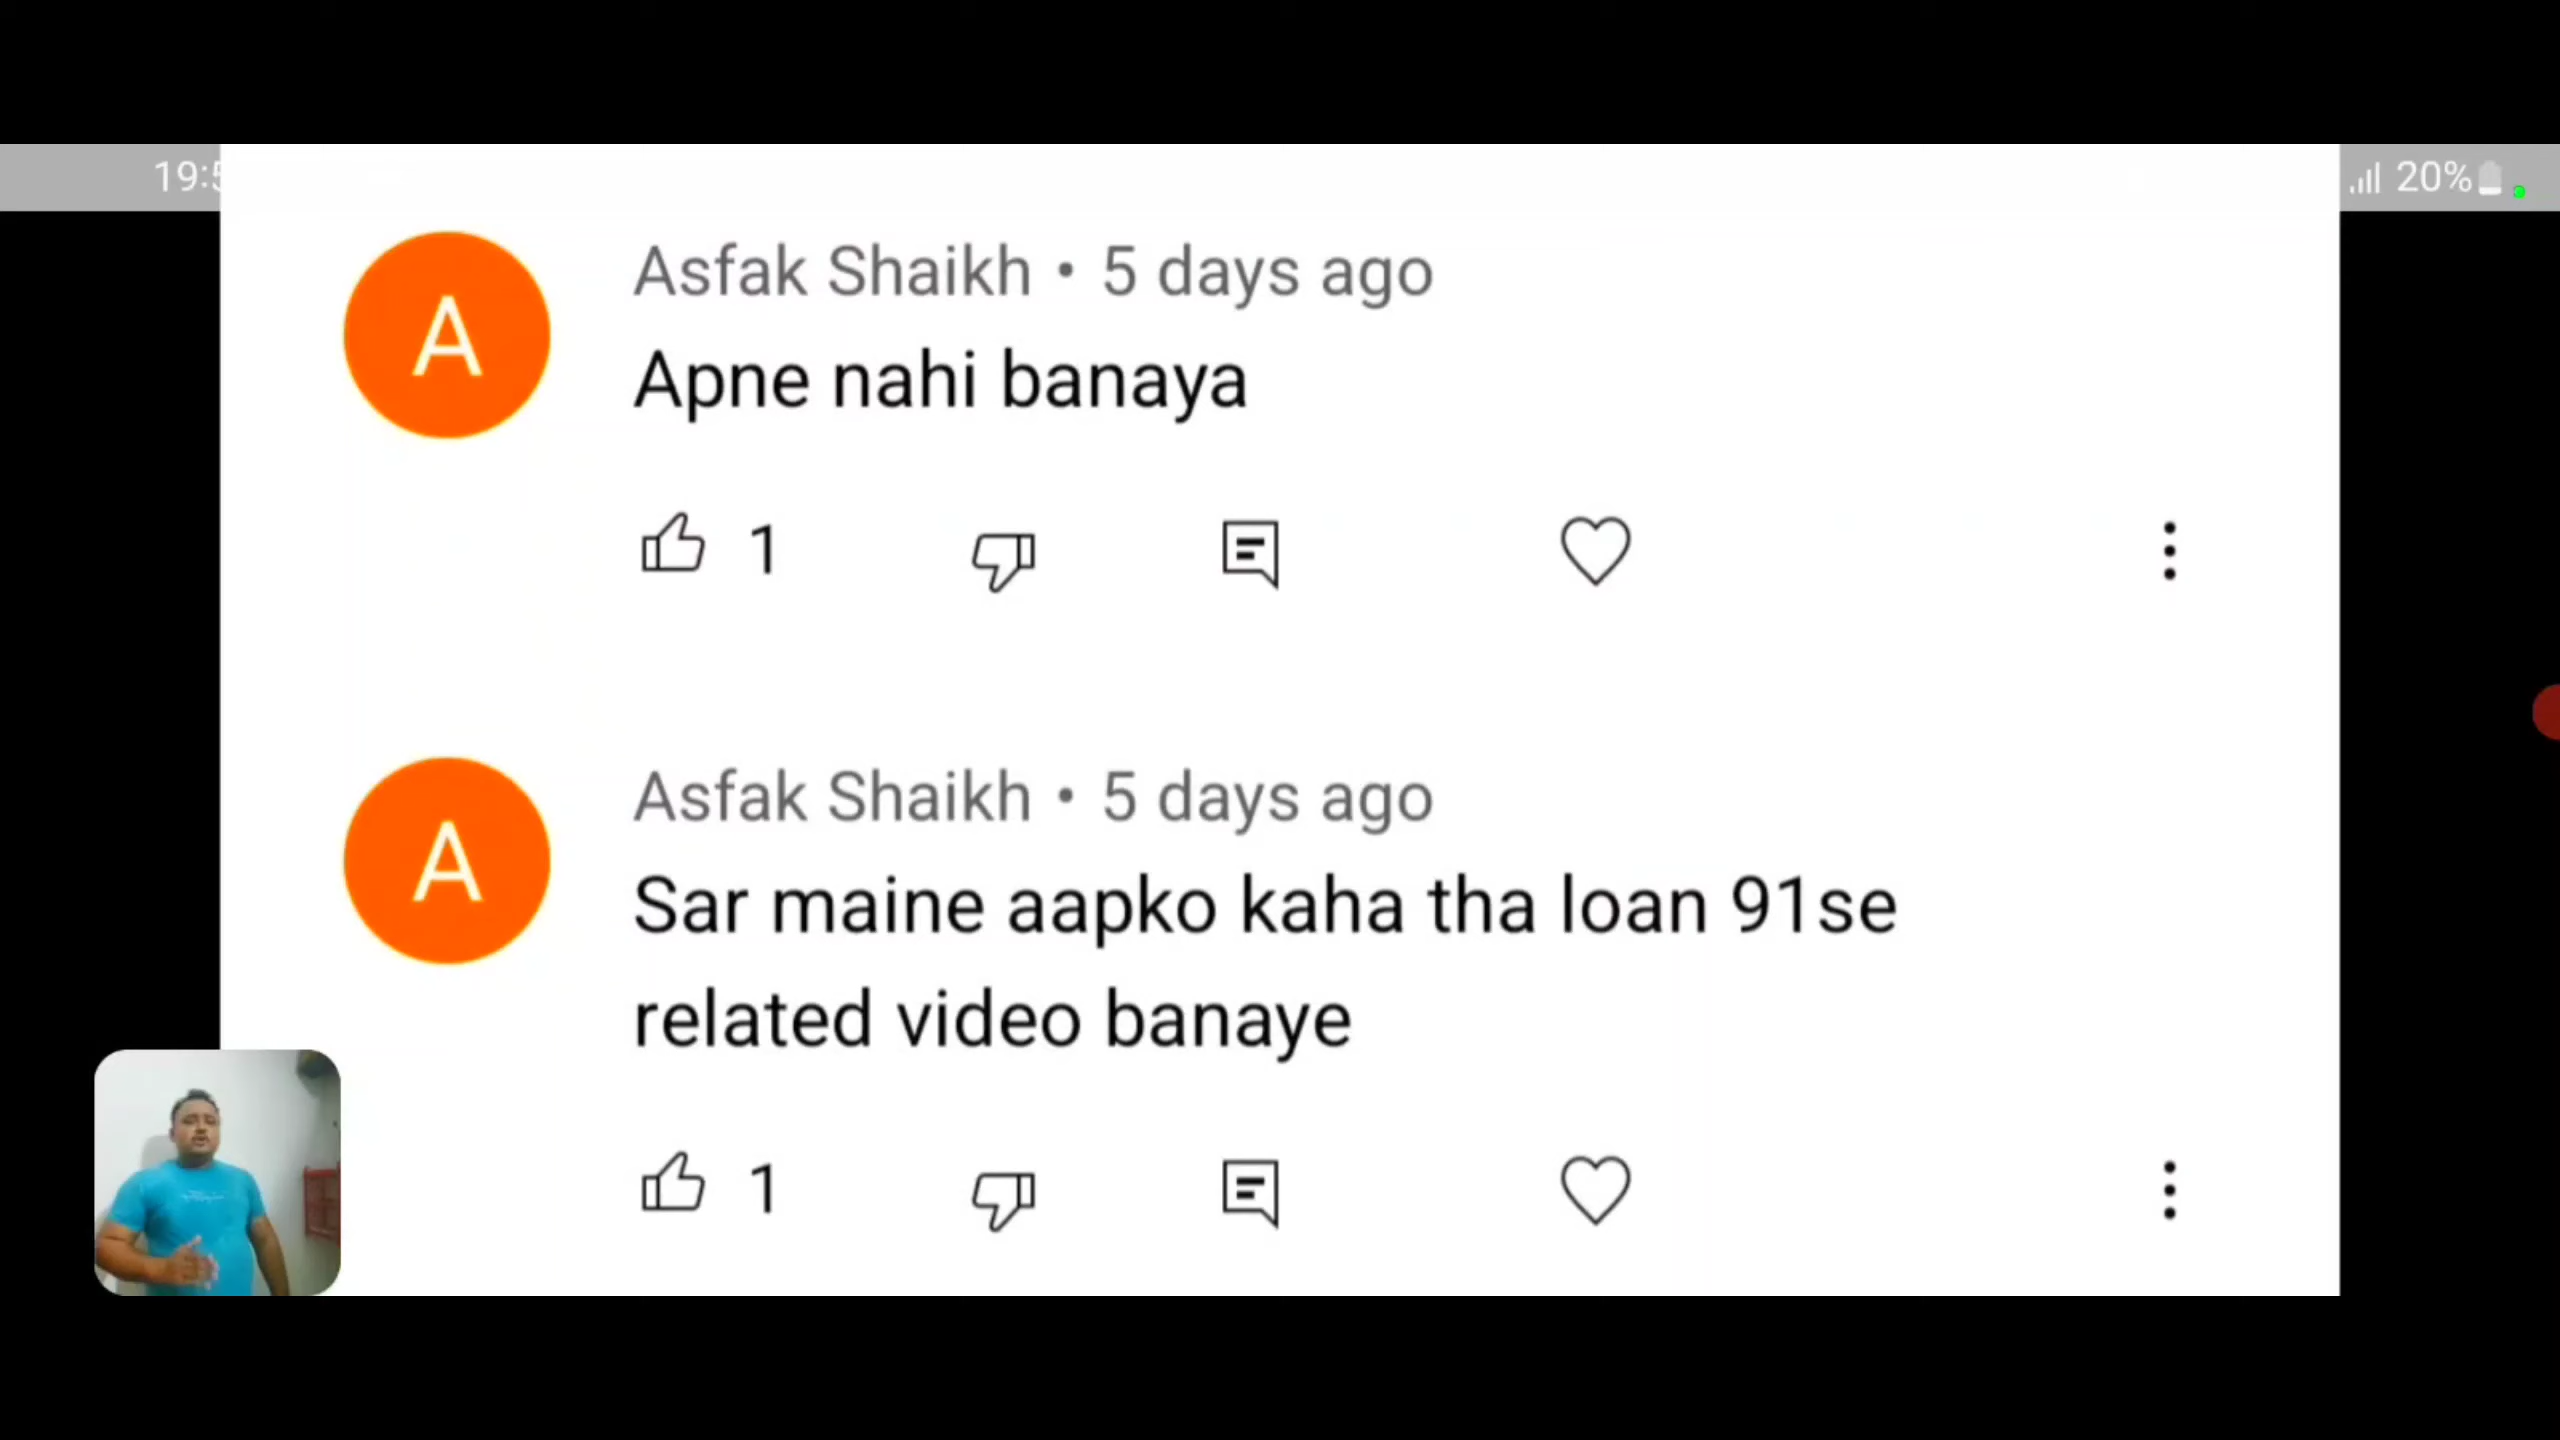 19:5
20%
A
Asfak Shaikh • 5 days ago
Apne nahi banaya
1
A
Asfak Shaikh • 5 days ago
Sar maine aapko kaha tha loan 91se
related video banaye
1